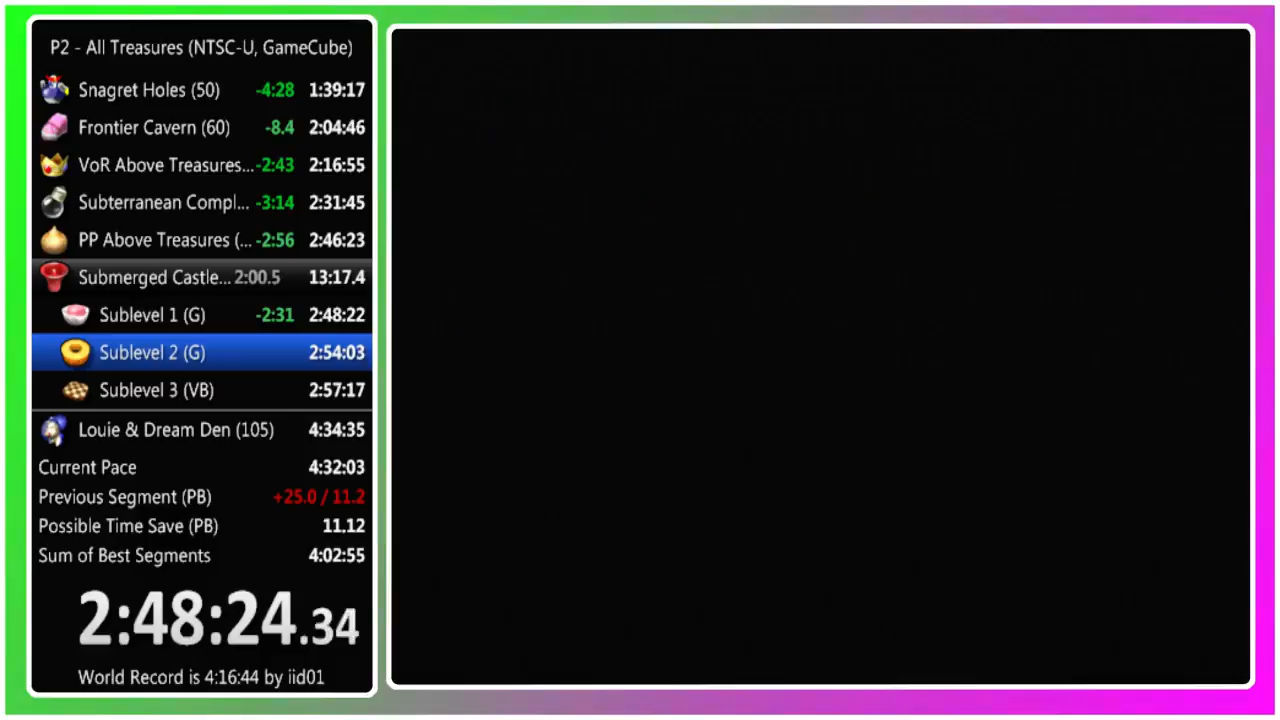 P2 - All Treasures (NTSC-U, GameCube)
Snagret Holes (50) -4:28 1:39:17
Frontier Cavern (60) -8.4 2:04:46
VoR Above Treasures... -2:43 2:16:55
Subterranean Compl... -3:14 2:31:45
PP Above Treasures (... -2:56 2:46:23
Submerged Castle... 2:00.5 13:17.4
Sublevel 1 (G) -2:31 2:48:22
Sublevel 2 (G) 2:54:03
Sublevel 3 (VB) 2:57:17
Louie & Dream Den (105) 4:34:35
Current Pace 4:32:03
Previous Segment (PB) +25.0 / 11.2
Possible Time Save (PB) 11.12
Sum of Best Segments 4:02:55
2:48:24.34
World Record is 4:16:44 by iid01